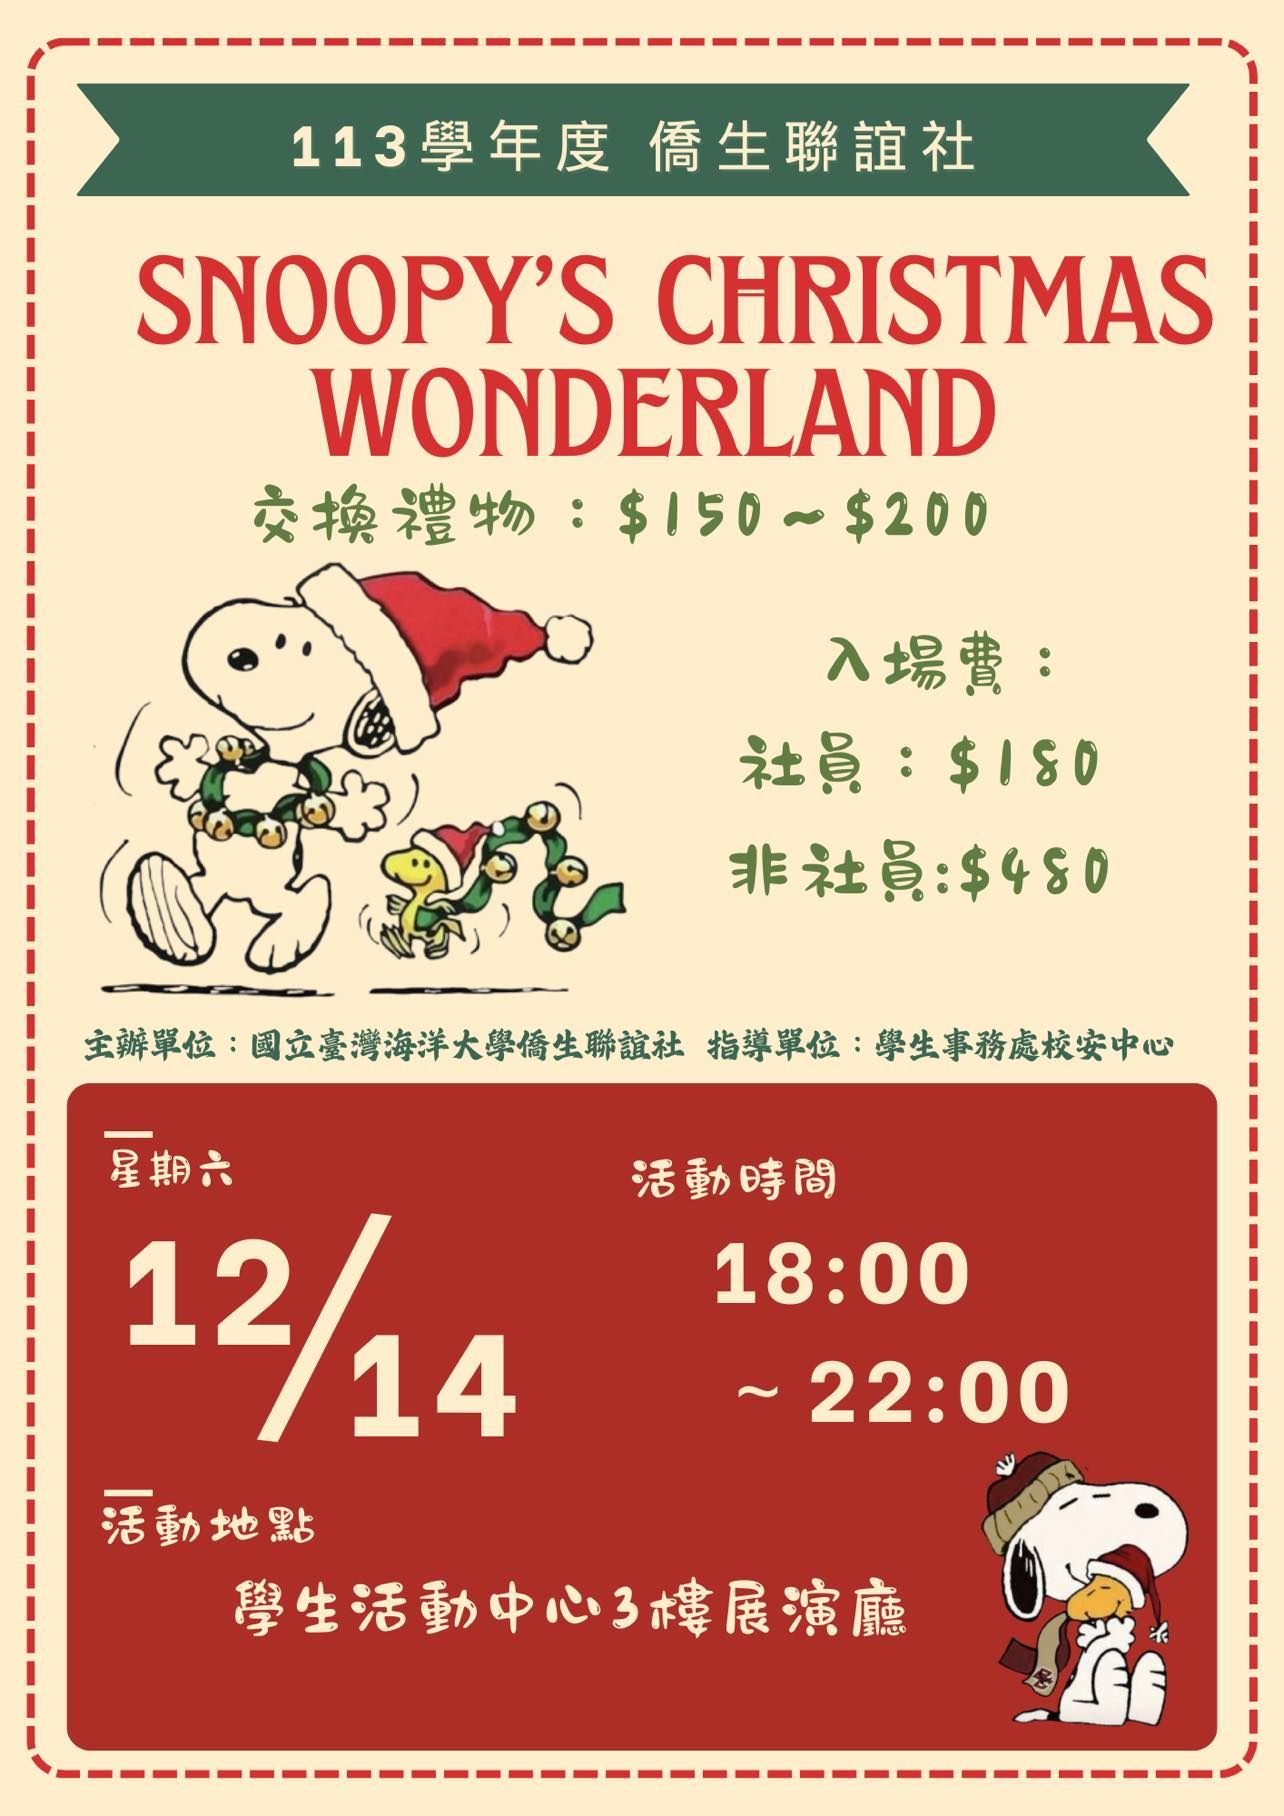 113學年度 僑生聯誼社
SNOOPY'S CHRISTMAS
WONDERLAND
交換禮物：$150~$200
入場費：
社員：$180
非社員:$480
主辦單位：國立臺灣海洋大學僑生聯誼社 指導單位：學生事務處校安中心
星期六
12/14
活動時間
18:00
~ 22:00
活動地點
學生活動中心3樓展演廳